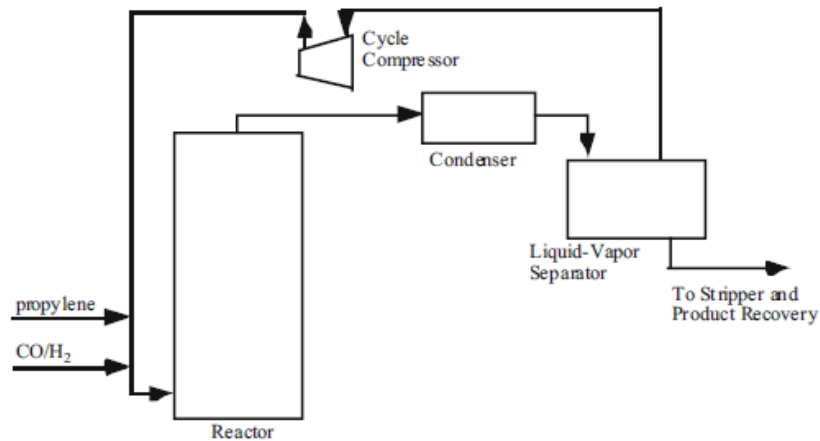 Cycle
Compressor
Condenser
Liquid-Vapor
Separator
To Stripper and
Product Recovery
propylene
CO/H₂
Reactor